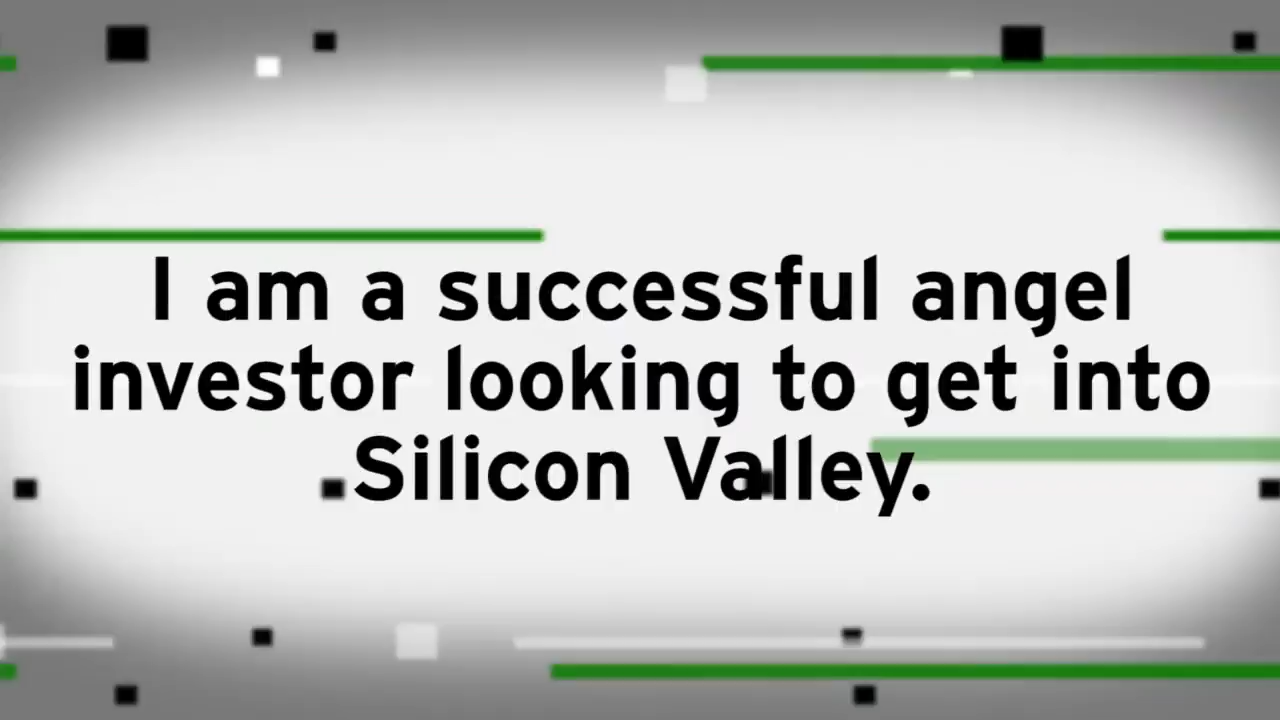 I am a successful angel
investor looking to get into
Silicon Valley.